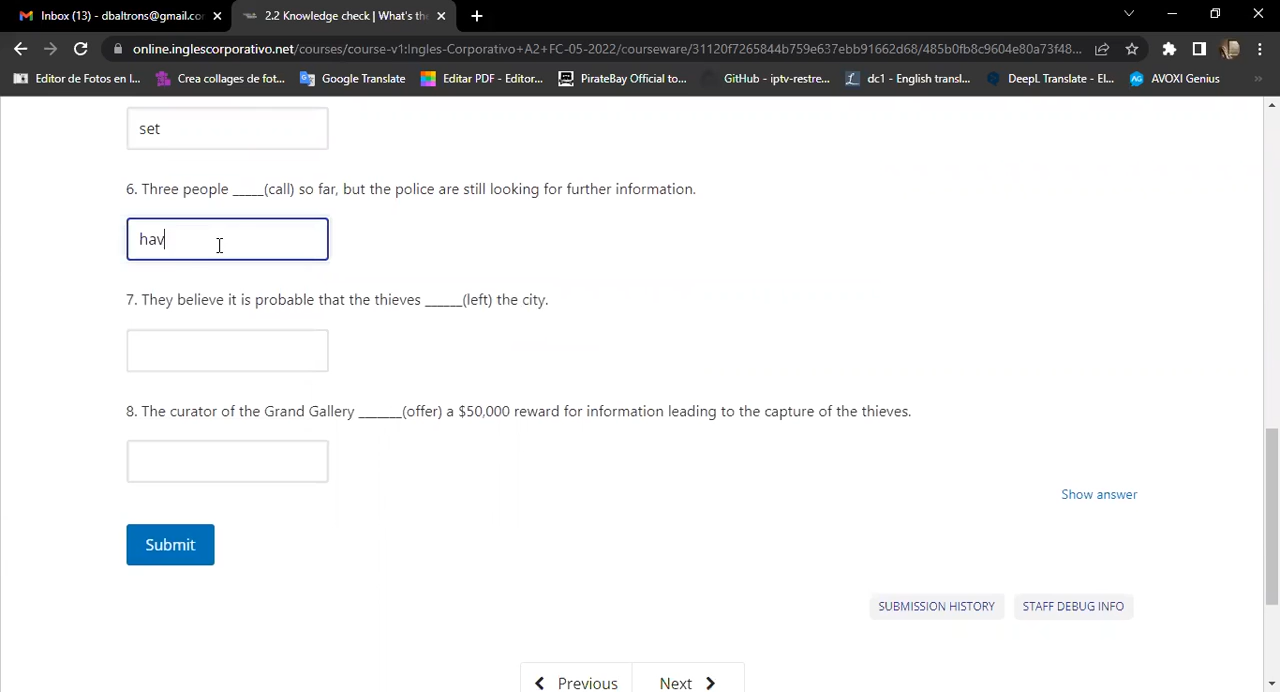 Inbox (13) - dbaltrons@gmail.co
2.2 Knowledge check | What's the
online.inglescorporativo.net/courses/course-v1:Ingles-Corporativo+A2+FC-05-2022/courseware/31120f7265844b759e637ebb91662d68/485b0fb8c9604e80a73f48...
Editor de Fotos en l...
Crea collages de fot...
Google Translate
Editar PDF - Editor...
PirateBay Official to...
GitHub - iptv-restre...
dc1 - English transl...
DeepL Translate - El...
AVOXI Genius
set
6. Three people _____(call) so far, but the police are still looking for further information.
hav
7. They believe it is probable that the thieves ______(left) the city.
8. The curator of the Grand Gallery _______(offer) a $50,000 reward for information leading to the capture of the thieves.
Show answer
Submit
SUBMISSION HISTORY
STAFF DEBUG INFO
Previous
Next